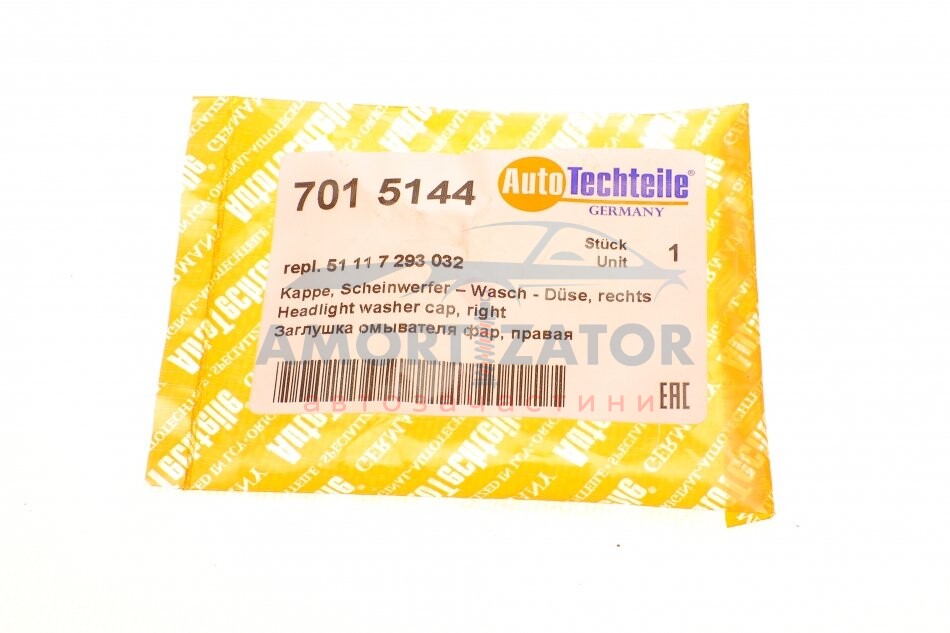 701 5144
AutoTechteile®
GERMANY
Stück
Unit
1
repl. 51 11 7 293 032
Kappe, Scheinwerfer – Wasch - Düse, rechts
Headlight washer cap, right
Заглушка омывателя фар, правая
AMORTIZATOR
автозапчастини
EAC